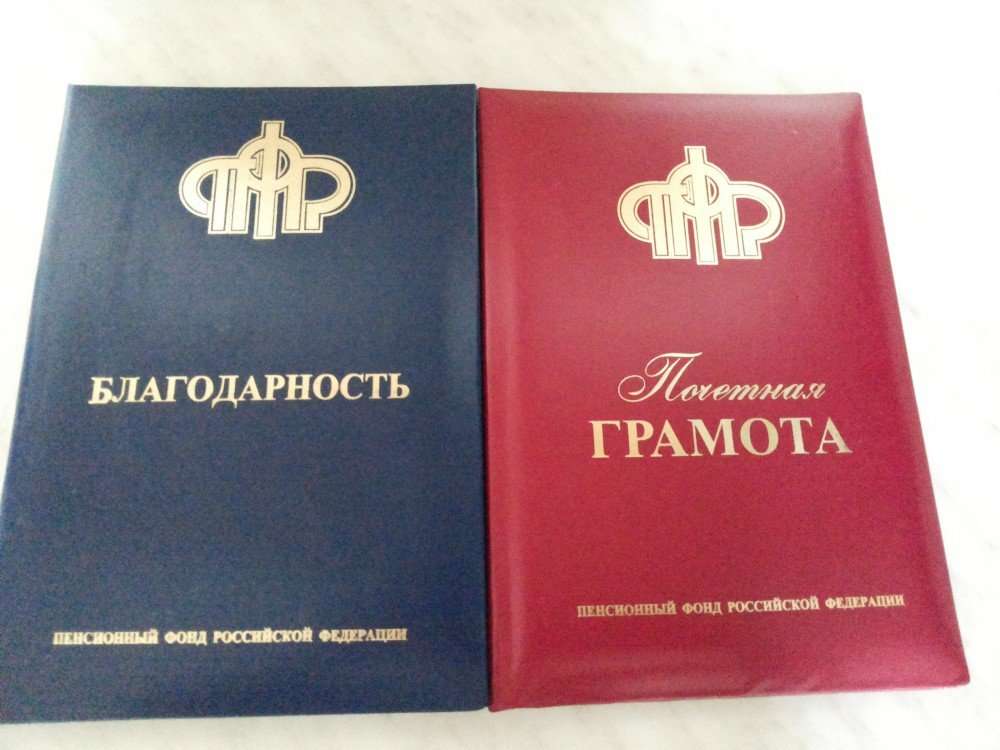 ПФР
БЛАГОДАРНОСТЬ
ПЕНСИОННЫЙ ФОНД РОССИЙСКОЙ ФЕДЕРАЦИИ
ПФР
Почетная
ГРАМОТА
ПЕНСИОННЫЙ ФОНД РОССИЙСКОЙ ФЕДЕРАЦИИ